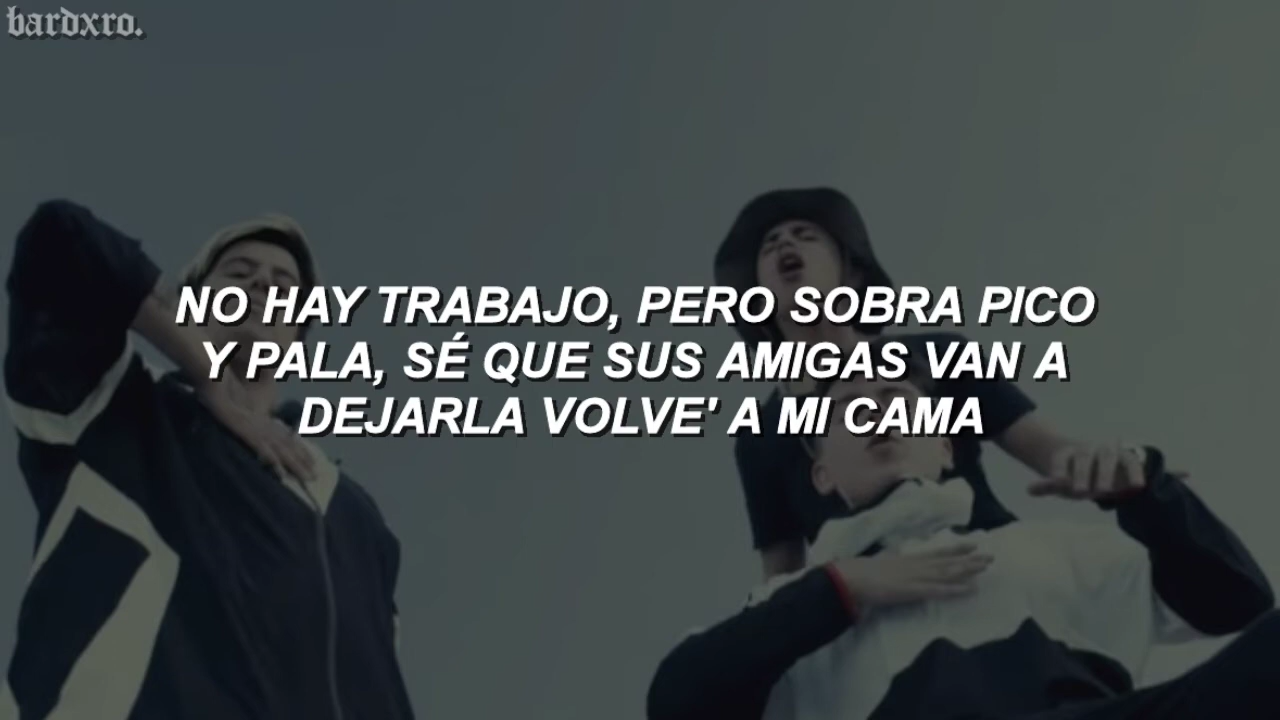 bardxro.
NO HAY TRABAJO, PERO SOBRA PICO
Y PALA, SÉ QUE SUS AMIGAS VAN A
DEJARLA VOLVE' A MI CAMA